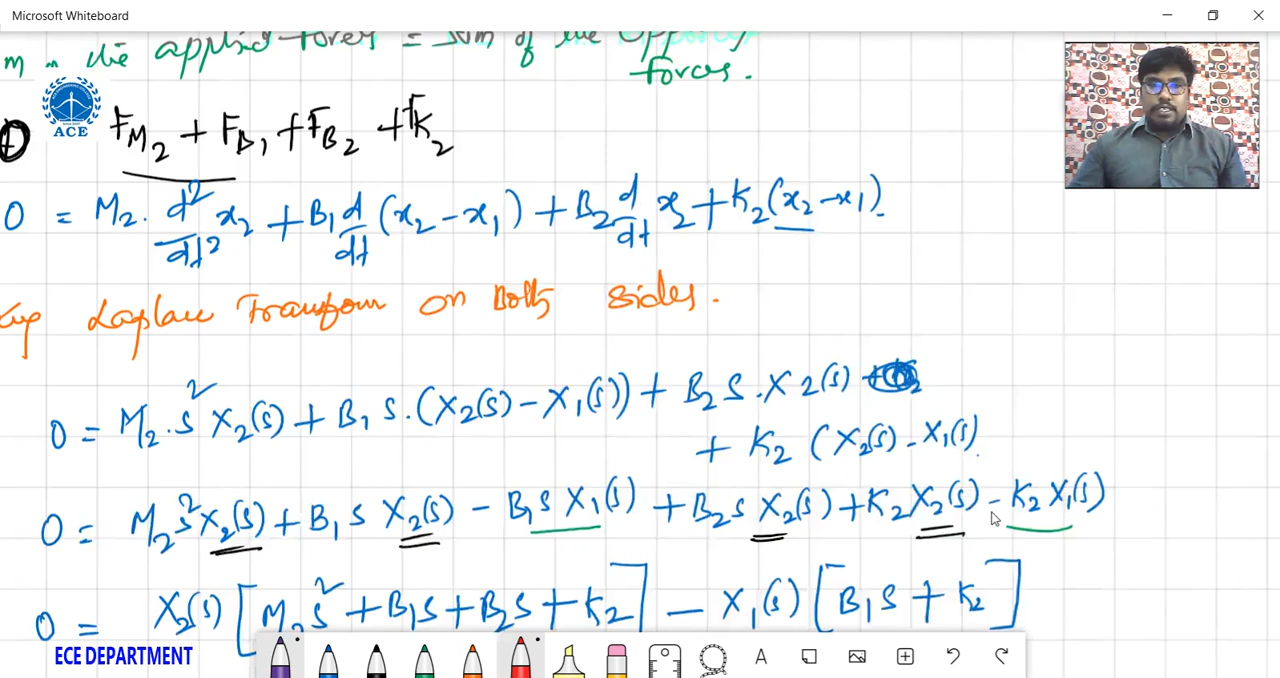 Microsoft Whiteboard
m the applied forces = sum of the
forces.
ACE
F_M2 + F_B1 + F_B2 + F_K2
0 = M2 . d²/dt² x2 + B1 d/dt (x2 - x1) + B2 d/dt x2 + K2 (x2 - x1)
Laplace Transform on Both sides .
0 = M2 . s² X2(s) + B1 s . (X2(s) - X1(s)) + B2 s . X2(s)
+ K2 (X2(s) - X1(s)
0 = M2 s² X2(s) + B1 s X2(s) - B1 s X1(s) + B2 s X2(s) + K2 X2(s) - K2 X1(s)
0 = X2(s) [M2 s² + B1 s + B2 s + K2] - X1(s) [B1 s + K2]
ECE DEPARTMENT
A